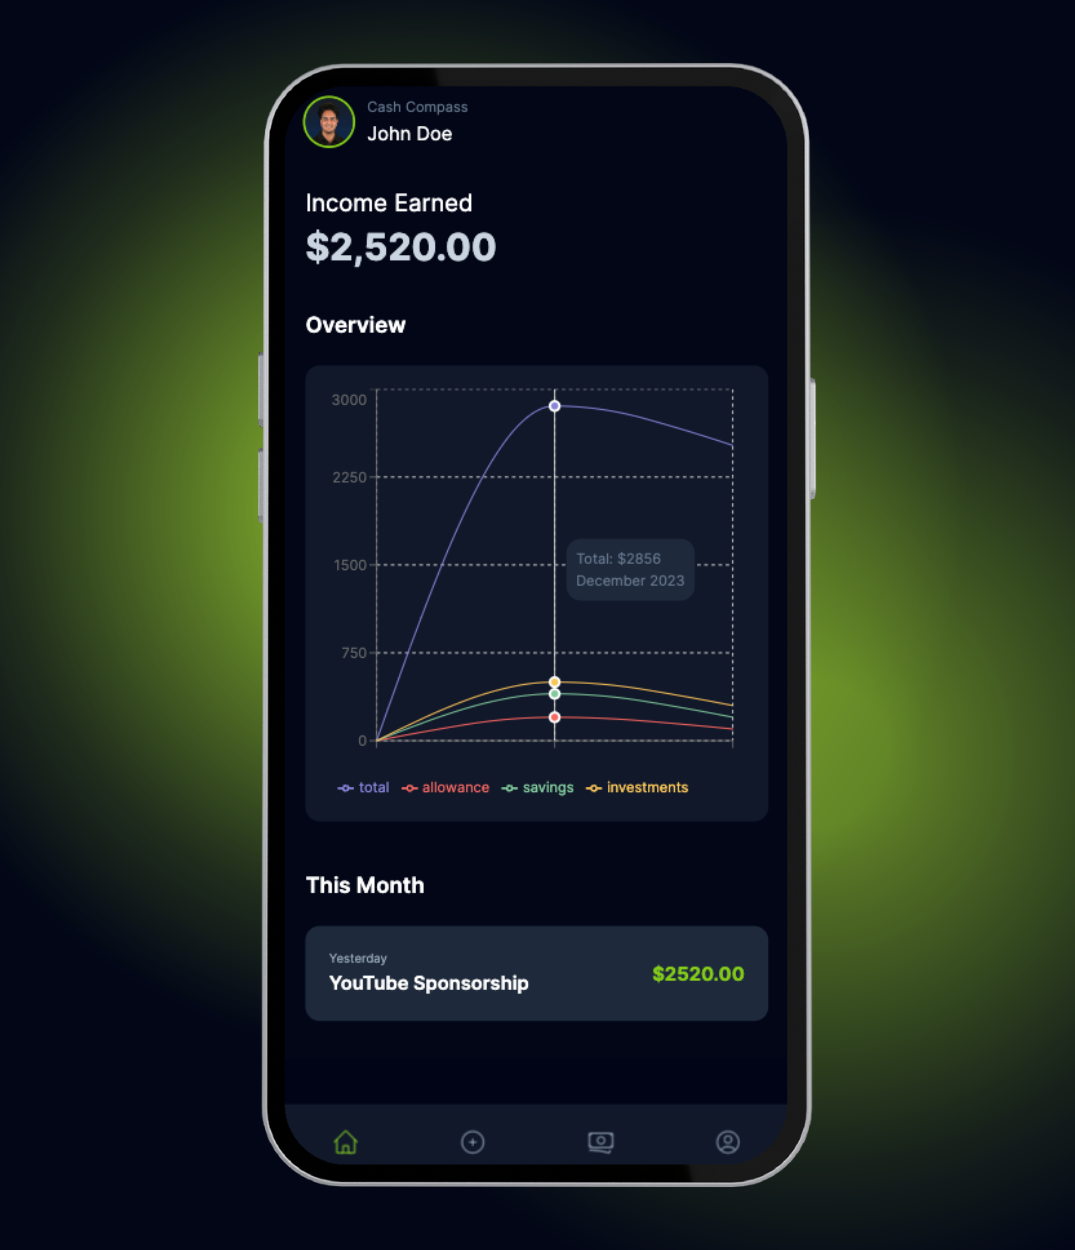 Cash Compass
John Doe
Income Earned
$2,520.00
Overview
3000
2250
1500
750
0
Total: $2856
December 2023
total allowance savings investments
This Month
Yesterday
YouTube Sponsorship
$2520.00